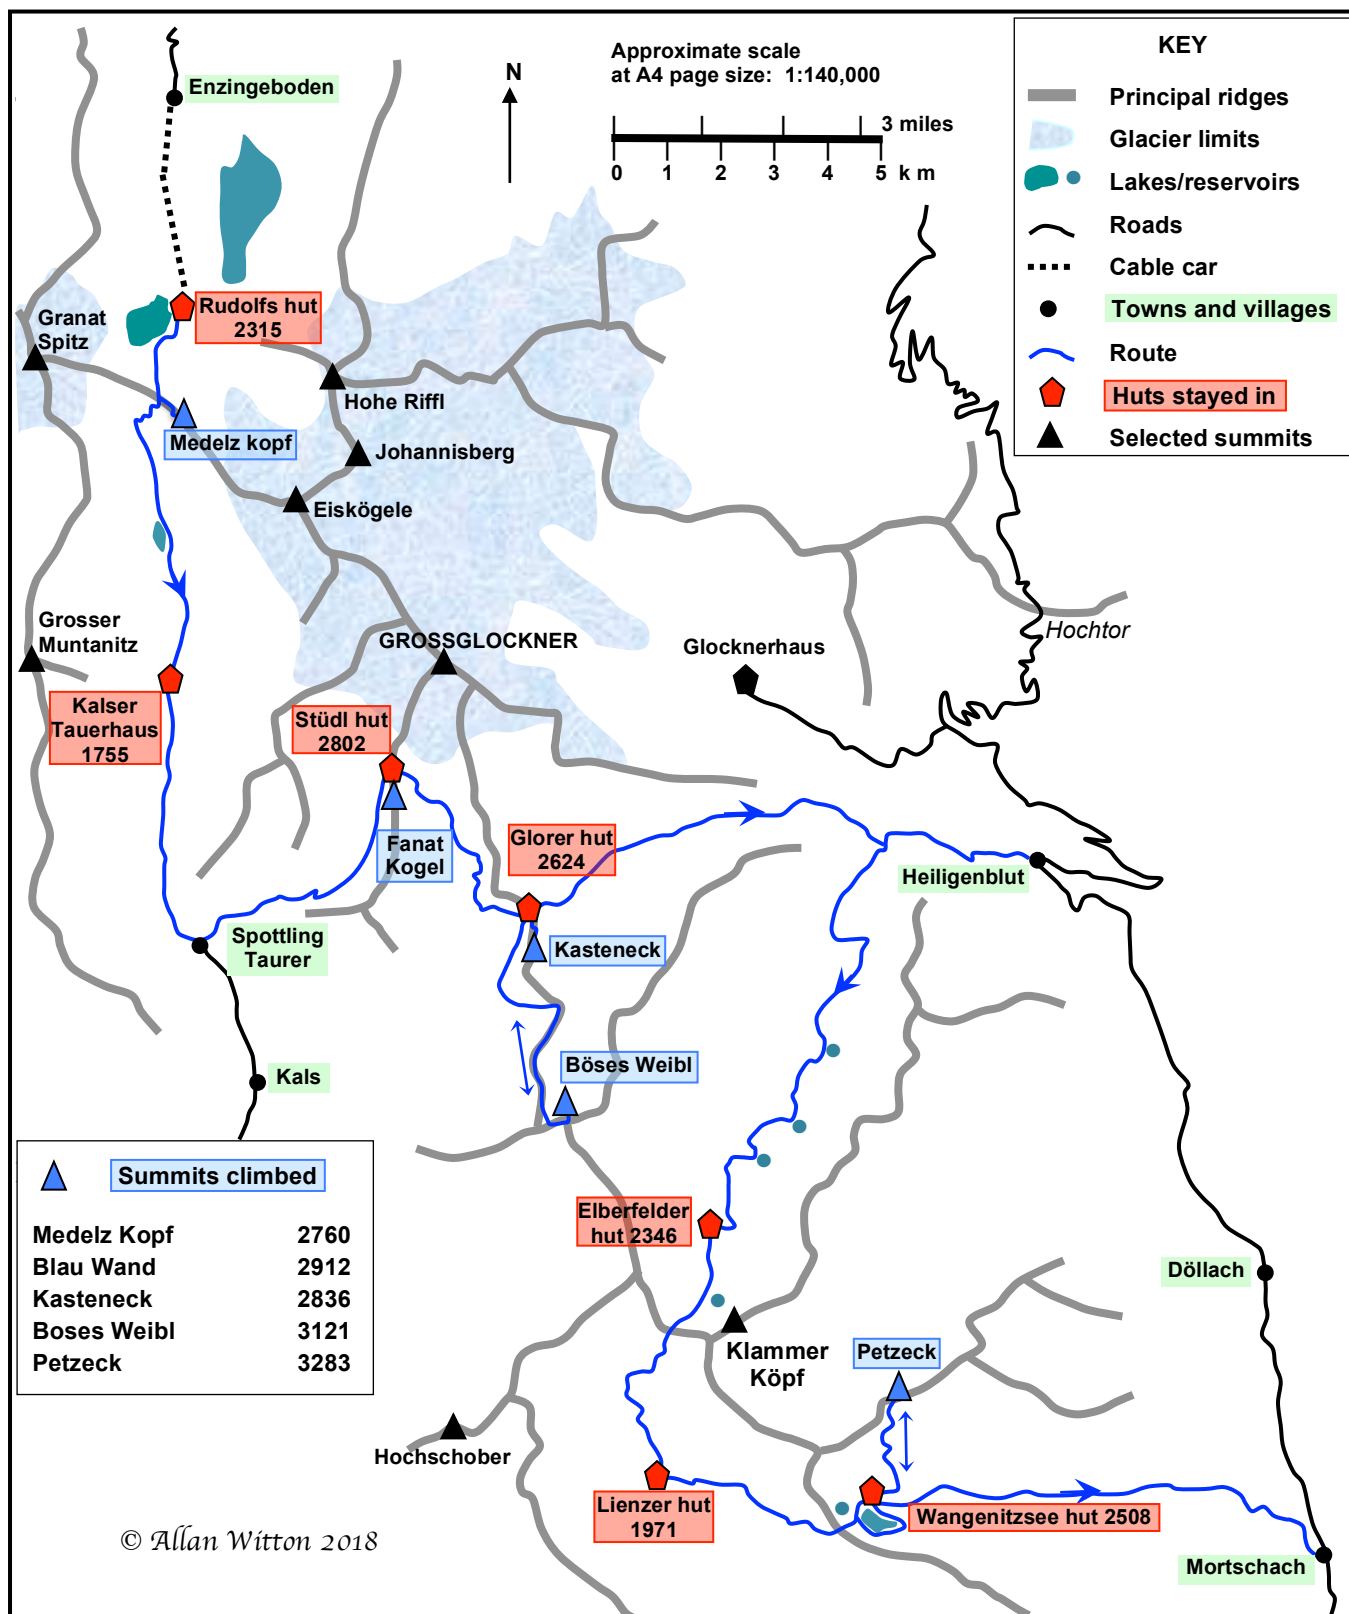 Enzingeboden
Approximate scale
at A4 page size: 1:140,000
N
3 miles
0 1 2 3 4 5 k m
KEY
Principal ridges
Glacier limits
Lakes/reservoirs
Roads
Cable car
Towns and villages
Route
Huts stayed in
Selected summits
Rudolfs hut
2315
Granat
Spitz
Hohe Riffl
Medelz kopf
Johannisberg
Eiskögele
Grosser
Muntanitz
GROSSGLOCKNER
Glocknerhaus
Hochtor
Kalser
Tauerhaus
1755
Stüdl hut
2802
Fanat
Kogel
Glorer hut
2624
Heiligenblut
Spottling
Taurer
Kasteneck
Kals
Böses Weibl
Summits climbed
Medelz Kopf 2760
Blau Wand 2912
Kasteneck 2836
Boses Weibl 3121
Petzeck 3283
Elberfelder
hut 2346
Döllach
Klammer
Köpf
Petzeck
Hochschober
Lienzer hut
1971
Wangenitzsee hut 2508
Mortschach
© Allan Witton 2018